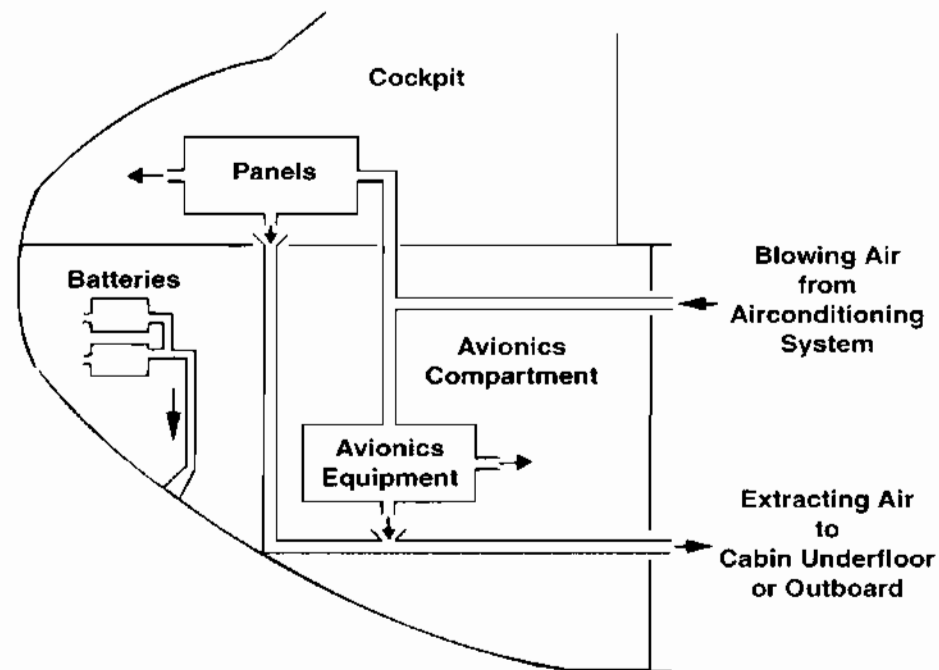 Cockpit
Panels
Batteries
Blowing Air
from
Airconditioning
System
Avionics
Compartment
Avionics
Equipment
Extracting Air
to
Cabin Underfloor
or Outboard